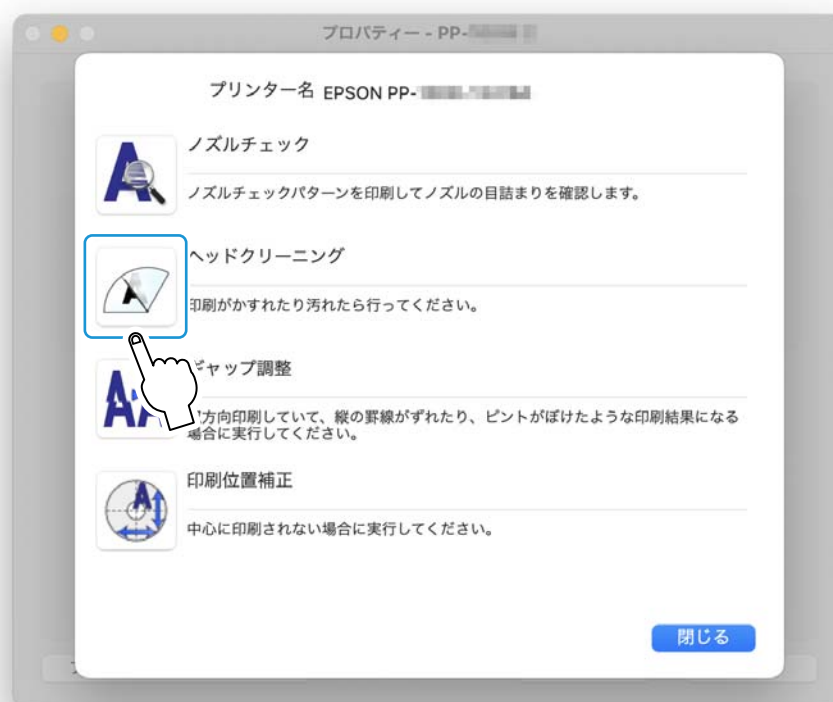 プロパティー - PP-
プリンター名 EPSON PP-
ノズルチェック
ノズルチェックパターンを印刷してノズルの目詰まりを確認します。
ヘッドクリーニング
印刷がかすれたり汚れたら行ってください。
ギャップ調整
方向印刷していて、縦の罫線がずれたり、ピントがぼけたような印刷結果になる
場合に実行してください。
印刷位置補正
中心に印刷されない場合に実行してください。
閉じる